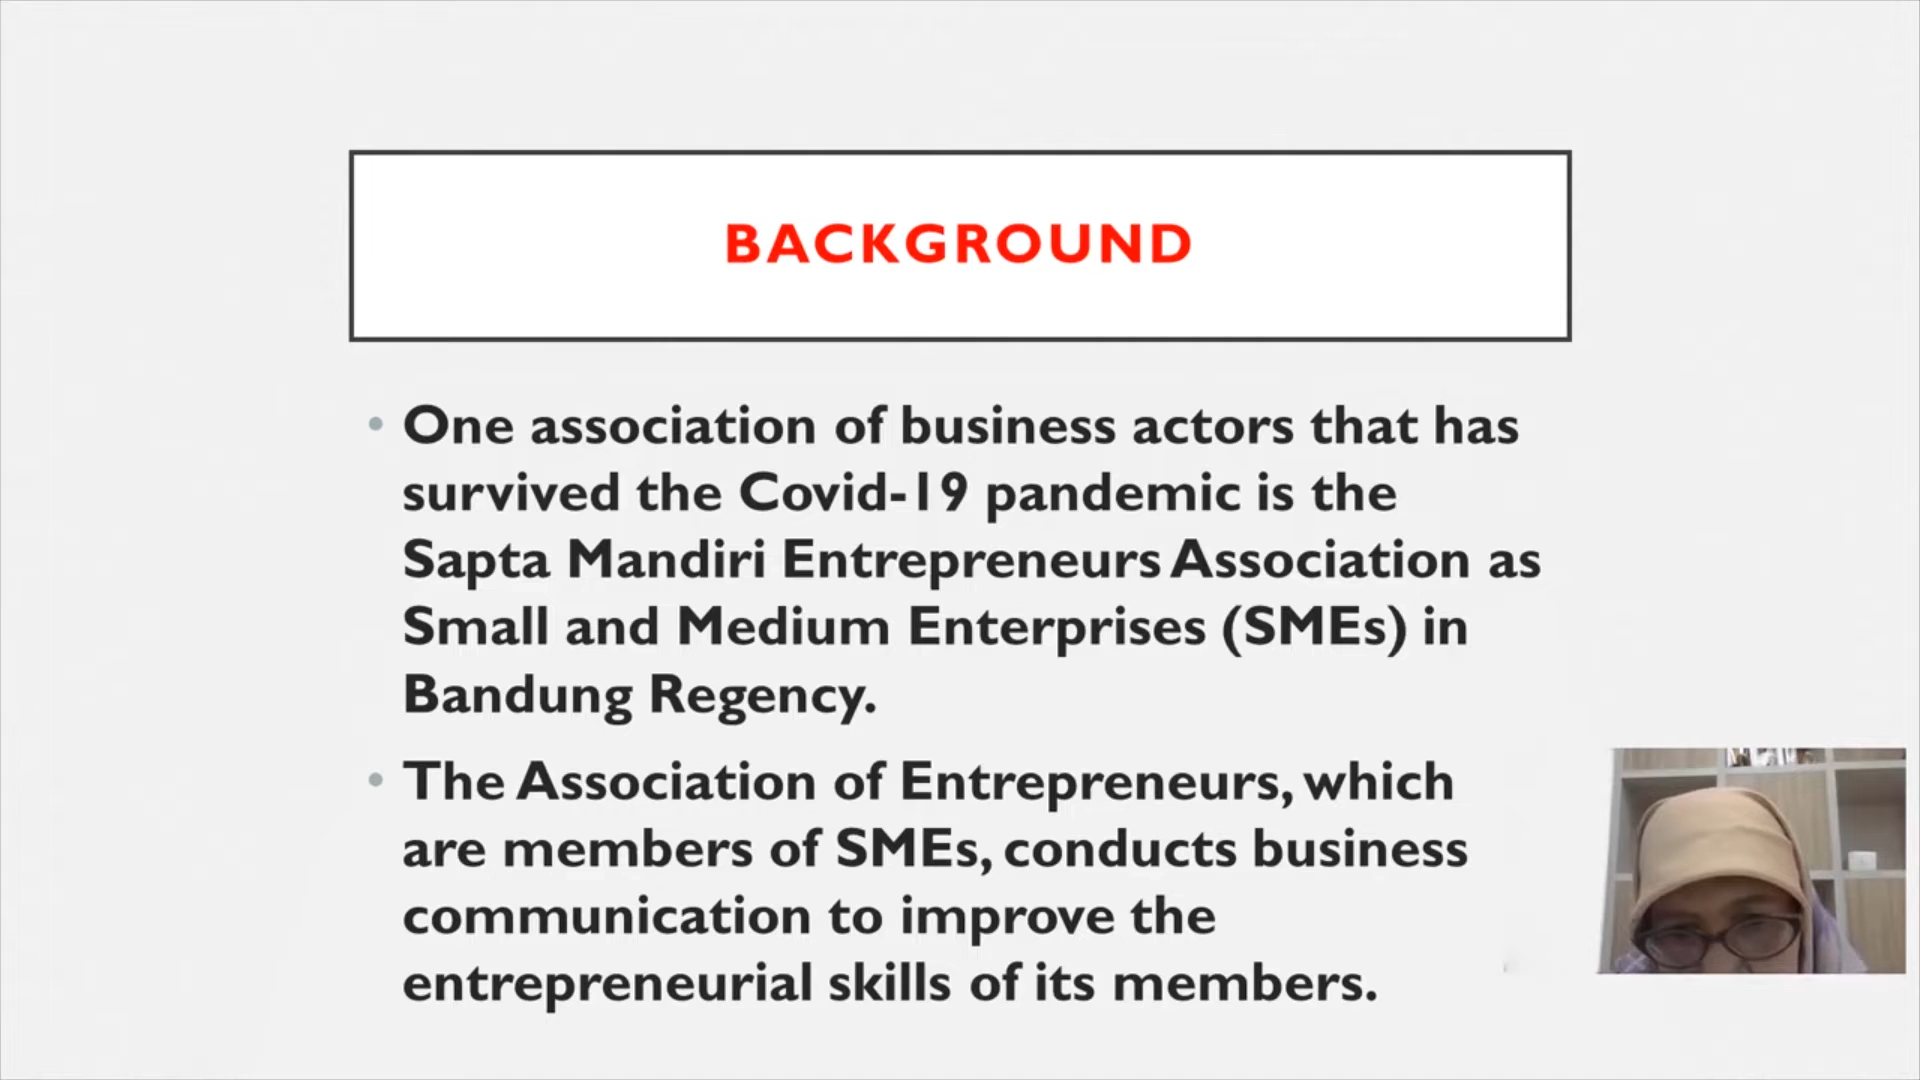 BACKGROUND
• One association of business actors that has
survived the Covid-19 pandemic is the
Sapta Mandiri Entrepreneurs Association as
Small and Medium Enterprises (SMEs) in
Bandung Regency.
• The Association of Entrepreneurs, which
are members of SMEs, conducts business
communication to improve the
entrepreneurial skills of its members.